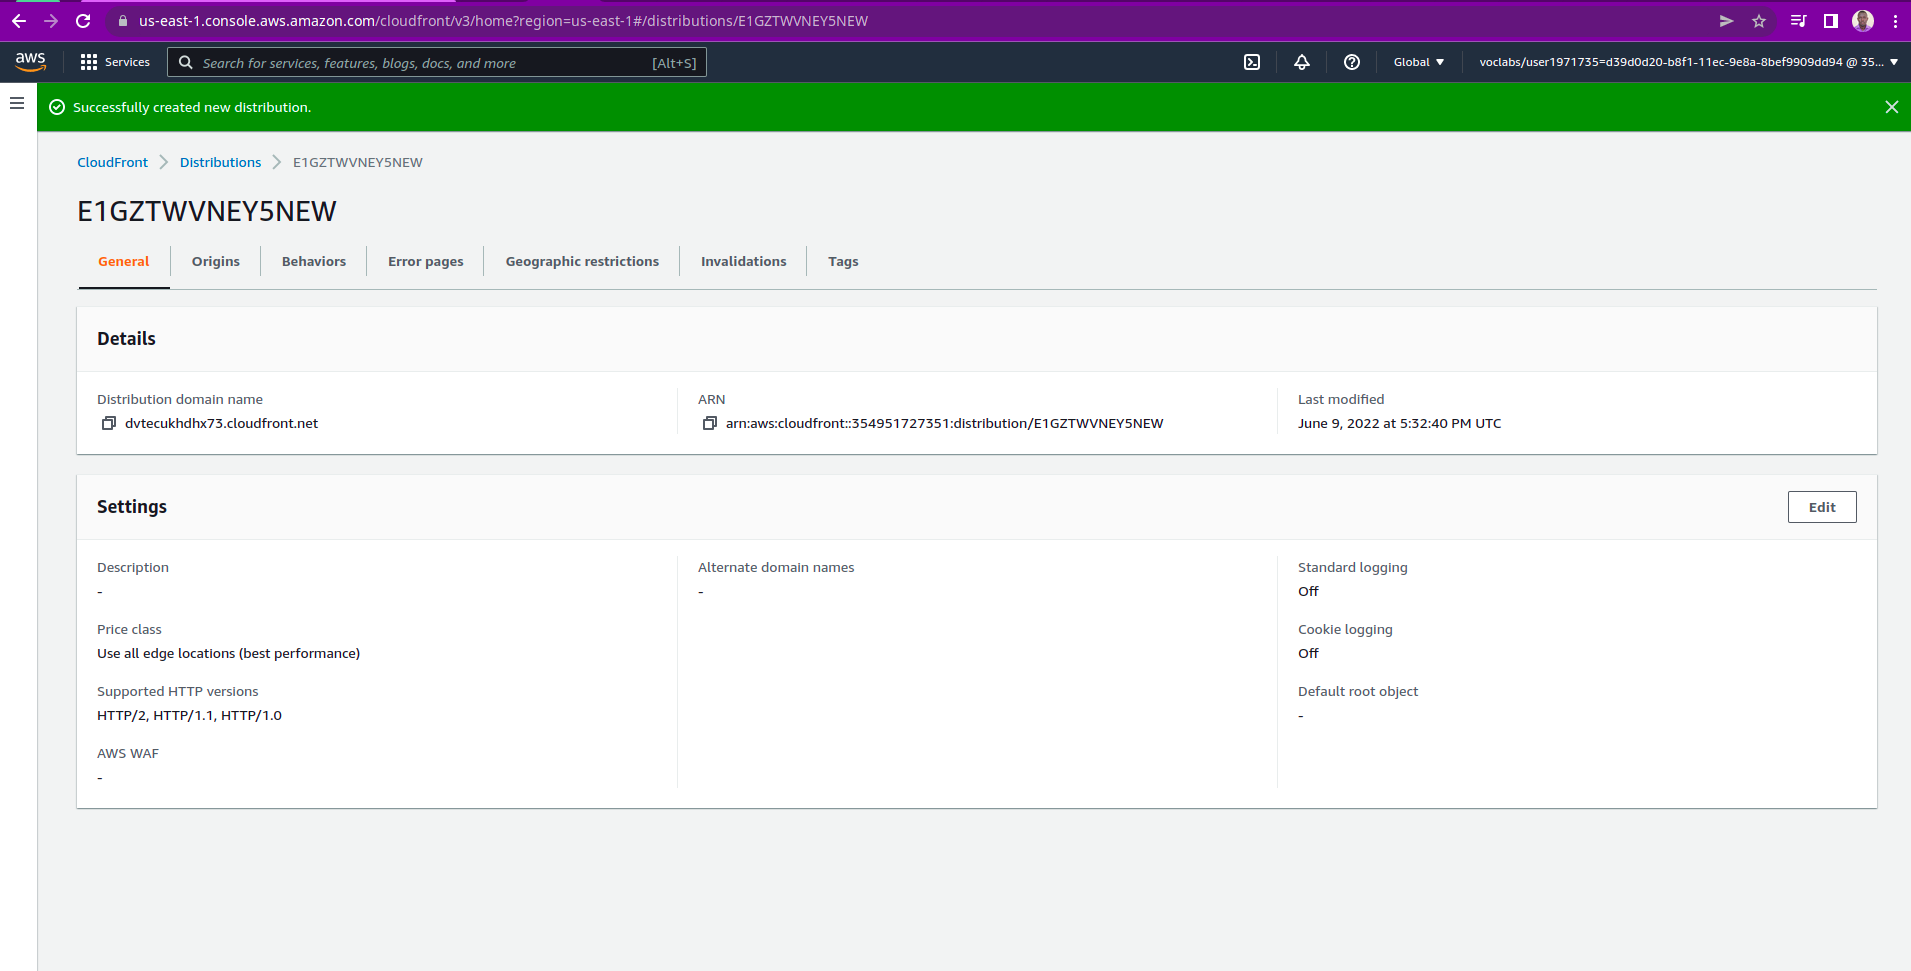 us-east-1.console.aws.amazon.com/cloudfront/v3/home?region=us-east-1#/distributions/E1GZTWVNEY5NEW
aws Services Search for services, features, blogs, docs, and more [Alt+S] Global voclabs/user1971735=d39d0d20-b8f1-11ec-9e8a-8bef9909dd94 @ 35...
Successfully created new distribution.
CloudFront Distributions E1GZTWVNEY5NEW
E1GZTWVNEY5NEW
General Origins Behaviors Error pages Geographic restrictions Invalidations Tags
Details
Distribution domain name
dvtecukhdhx73.cloudfront.net
ARN
arn:aws:cloudfront::354951727351:distribution/E1GZTWVNEY5NEW
Last modified
June 9, 2022 at 5:32:40 PM UTC
Settings
Edit
Description
-
Price class
Use all edge locations (best performance)
Supported HTTP versions
HTTP/2, HTTP/1.1, HTTP/1.0
AWS WAF
-
Alternate domain names
-
Standard logging
Off
Cookie logging
Off
Default root object
-